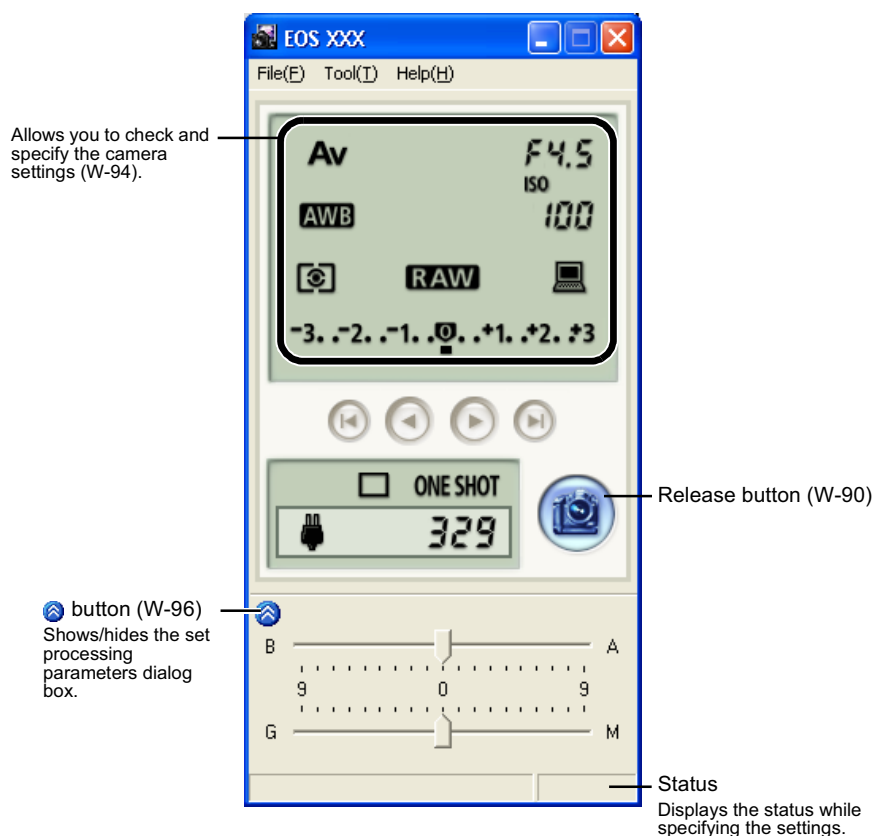 EOS XXX
File(F) Tool(T) Help(H)
Allows you to check and
specify the camera
settings (W-94).
Av F4.5
ISO
AWB 100
RAW
-3. .-2. .-1. .0. .+1. .+2. .+3
ONE SHOT
329
Release button (W-90)
button (W-96)
Shows/hides the set
processing
parameters dialog
box.
B A
9 0 9
G M
Status
Displays the status while
specifying the settings.